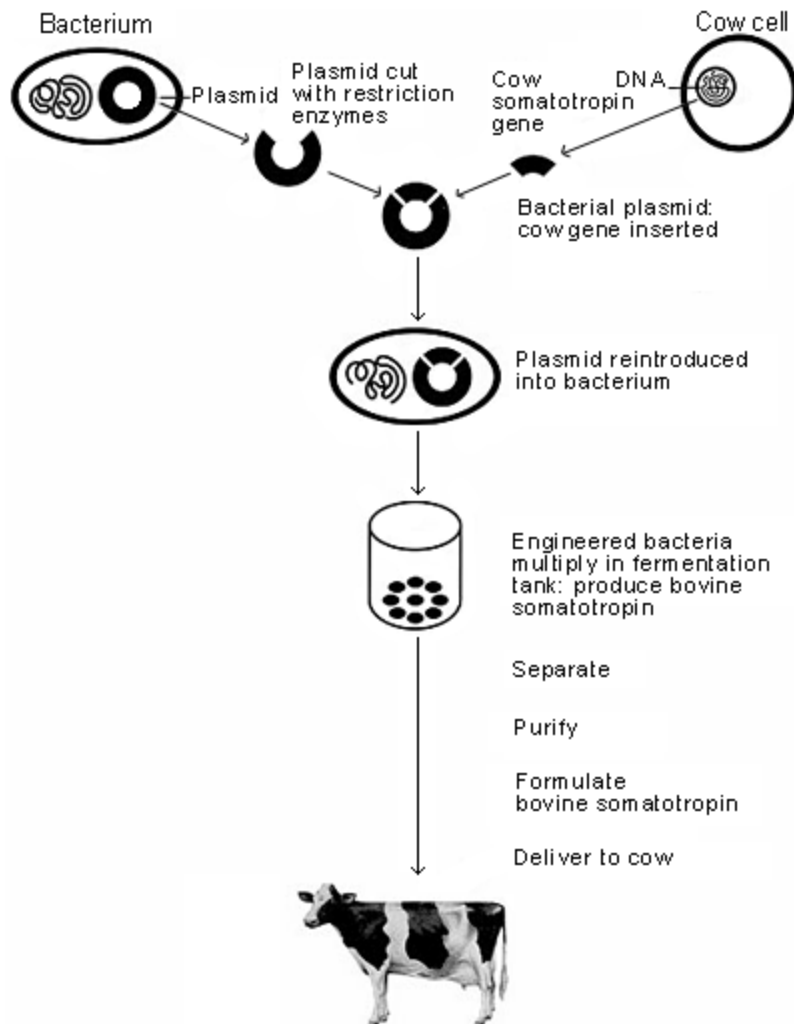 Bacterium
Cow cell
Plasmid
Plasmid cut
with restriction
enzymes
Cow
somatotropin
gene
DNA
Bacterial plasmid:
cow gene inserted
Plasmid reintroduced
into bacterium
Engineered bacteria
multiply in fermentation
tank: produce bovine
somatotropin
Separate
Purify
Formulate
bovine somatotropin
Deliver to cow